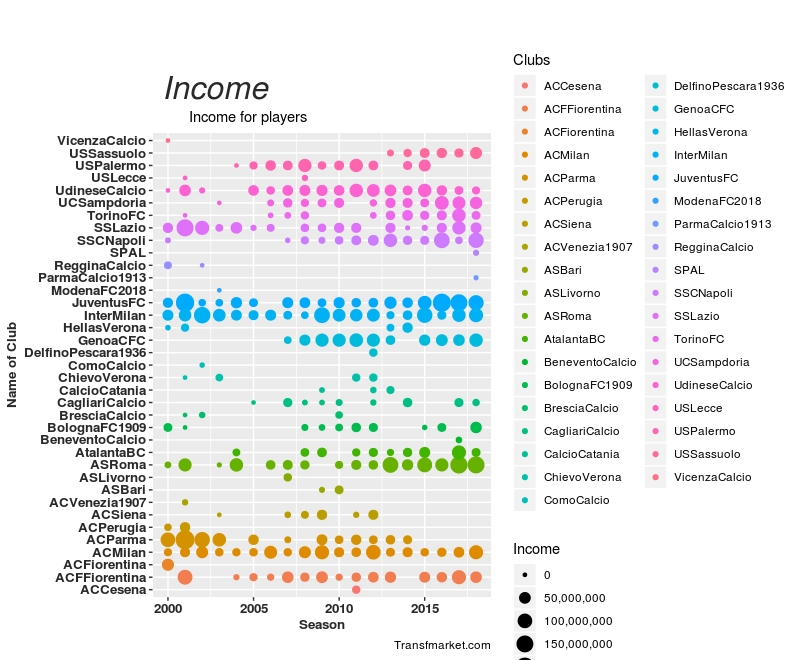 Income
Income for players
Name of Club
VicenzaCalcio
USSassuolo
USPalermo
USLecce
UdineseCalcio
UCSampdoria
TorinoFC
SSLazio
SSCNapoli
SPAL
RegginaCalcio
ParmaCalcio1913
ModenaFC2018
JuventusFC
InterMilan
HellasVerona
GenoaCFC
DelfinoPescara1936
ComoCalcio
ChievoVerona
CalcioCatania
CagliariCalcio
BresciaCalcio
BolognaFC1909
BeneventoCalcio
AtalantaBC
ASRoma
ASLivorno
ASBari
ACVenezia1907
ACSiena
ACPerugia
ACParma
ACMilan
ACFiorentina
ACFFiorentina
ACCesena
2000 2005 2010 2015
Season
Transfmarket.com
Clubs
ACCesena
ACFFiorentina
ACFiorentina
ACMilan
ACParma
ACPerugia
ACSiena
ACVenezia1907
ASBari
ASLivorno
ASRoma
AtalantaBC
BeneventoCalcio
BolognaFC1909
BresciaCalcio
CagliariCalcio
CalcioCatania
ChievoVerona
ComoCalcio
DelfinoPescara1936
GenoaCFC
HellasVerona
InterMilan
JuventusFC
ModenaFC2018
ParmaCalcio1913
RegginaCalcio
SPAL
SSCNapoli
SSLazio
TorinoFC
UCSampdoria
UdineseCalcio
USLecce
USPalermo
USSassuolo
VicenzaCalcio
Income
0
50,000,000
100,000,000
150,000,000